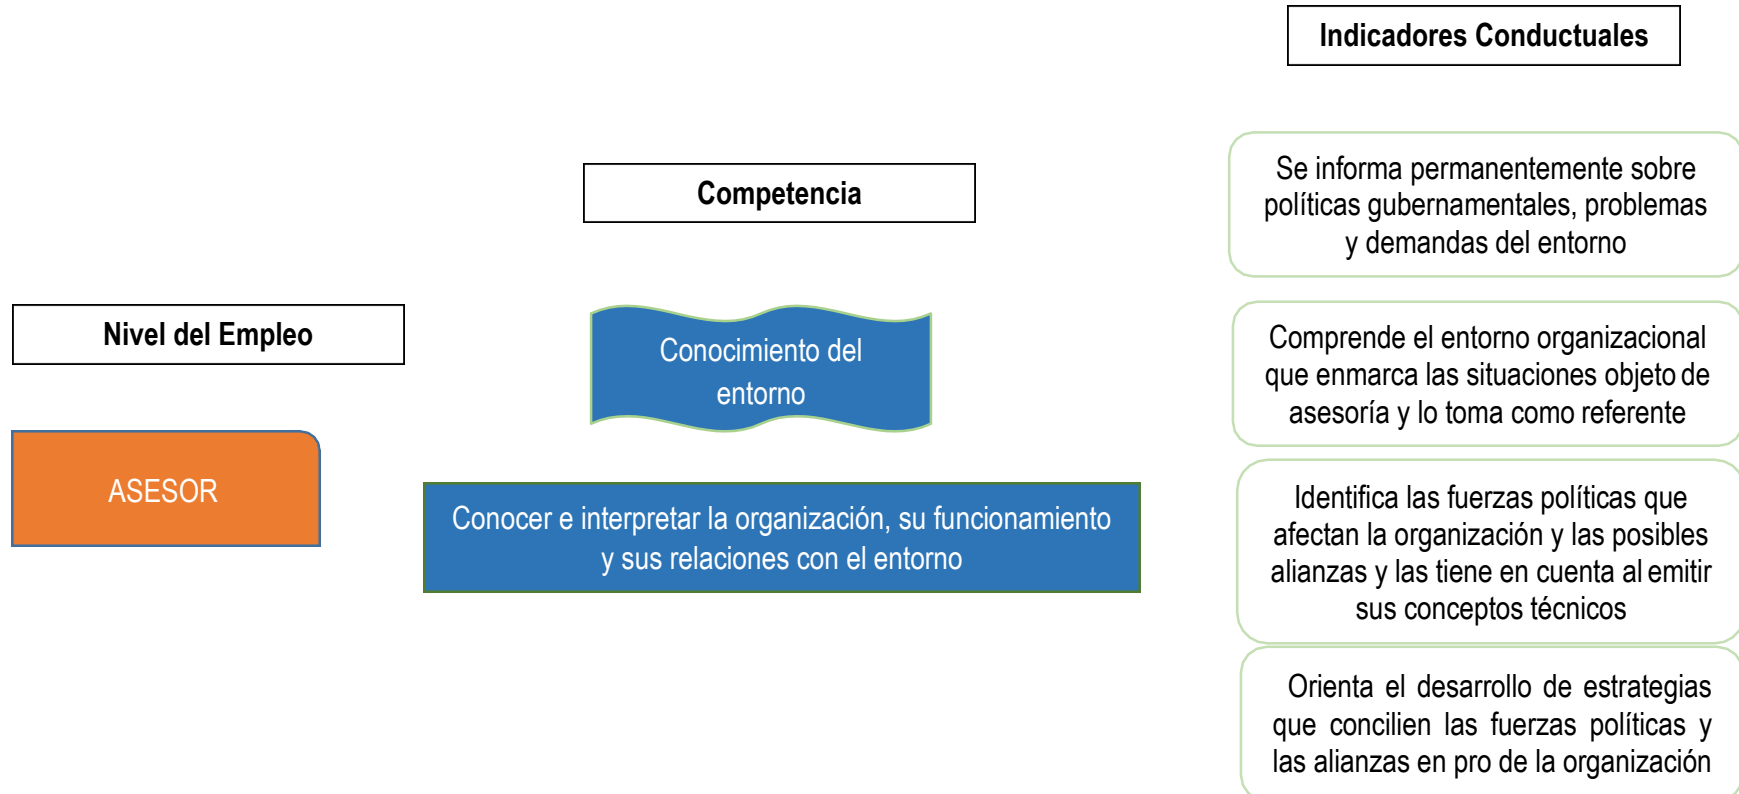 Indicadores Conductuales
Competencia
Nivel del Empleo
ASESOR
Conocimiento del
entorno
Conocer e interpretar la organización, su funcionamiento
y sus relaciones con el entorno
Se informa permanentemente sobre
políticas gubernamentales, problemas
y demandas del entorno
Comprende el entorno organizacional
que enmarca las situaciones objeto de
asesoría y lo toma como referente
Identifica las fuerzas políticas que
afectan la organización y las posibles
alianzas y las tiene en cuenta al emitir
sus conceptos técnicos
Orienta el desarrollo de estrategias
que concilien las fuerzas políticas y
las alianzas en pro de la organización